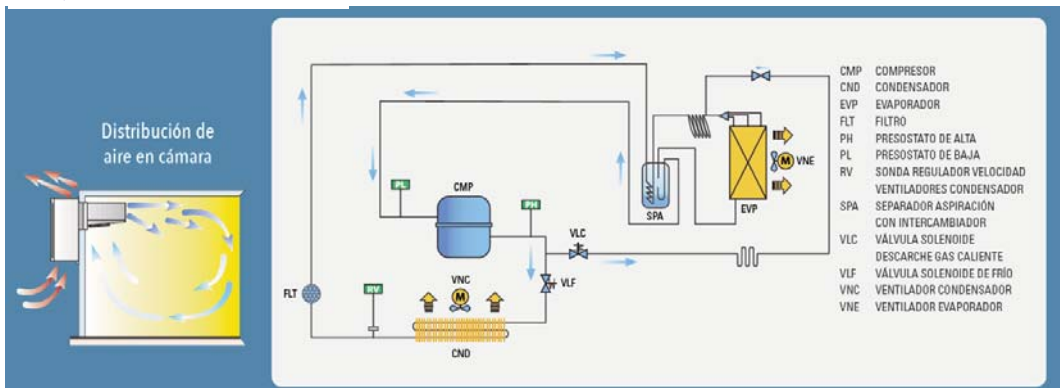 Distribución de
aire en cámara
PL
CMP
PH
SPA
EVP
M
VNE
VLC
VLF
VNC
M
FLT
RV
CND
CMP COMPRESOR
CND CONDENSADOR
EVP EVAPORADOR
FLT FILTRO
PH PRESOSTATO DE ALTA
PL PRESOSTATO DE BAJA
RV SONDA REGULADOR VELOCIDAD
VENTILADORES CONDENSADOR
SPA SEPARADOR ASPIRACIÓN
CON INTERCAMBIADOR
VLC VÁLVULA SOLENOIDE
DESCARCHE GAS CALIENTE
VLF VÁLVULA SOLENOIDE DE FRÍO
VNC VENTILADOR CONDENSADOR
VNE VENTILADOR EVAPORADOR